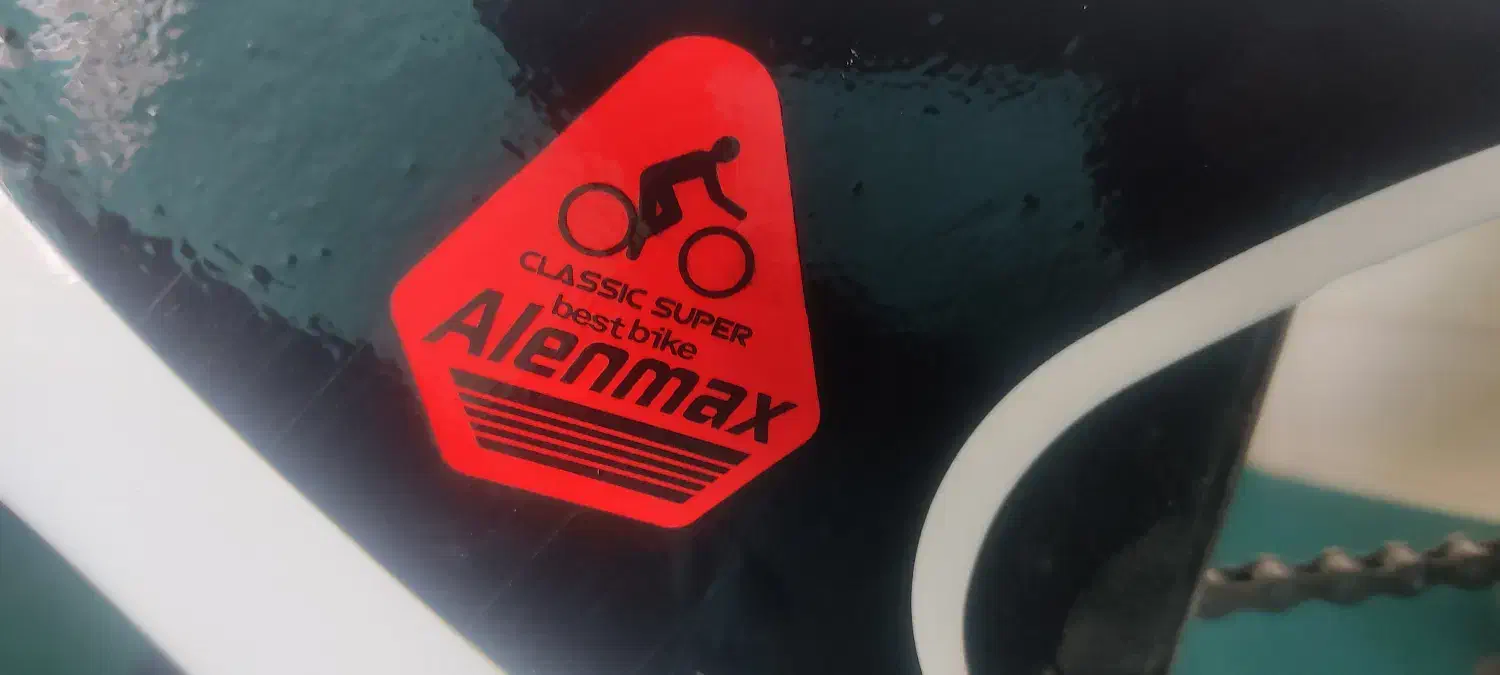 CLASSIC SUPER
best bike
Alenmax